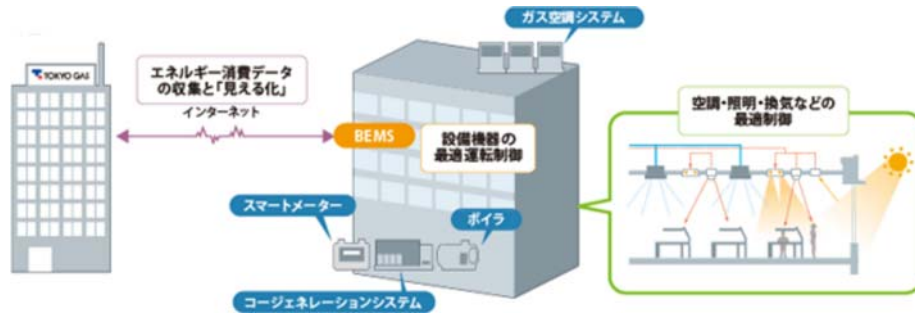 ガス空調システム
TOKYO GAS
エネルギー消費データ
の収集と「見える化」
インターネット
BEMS
設備機器の
最適運転制御
空調・照明・換気などの
最適制御
スマートメーター
ボイラ
コージェネレーションシステム